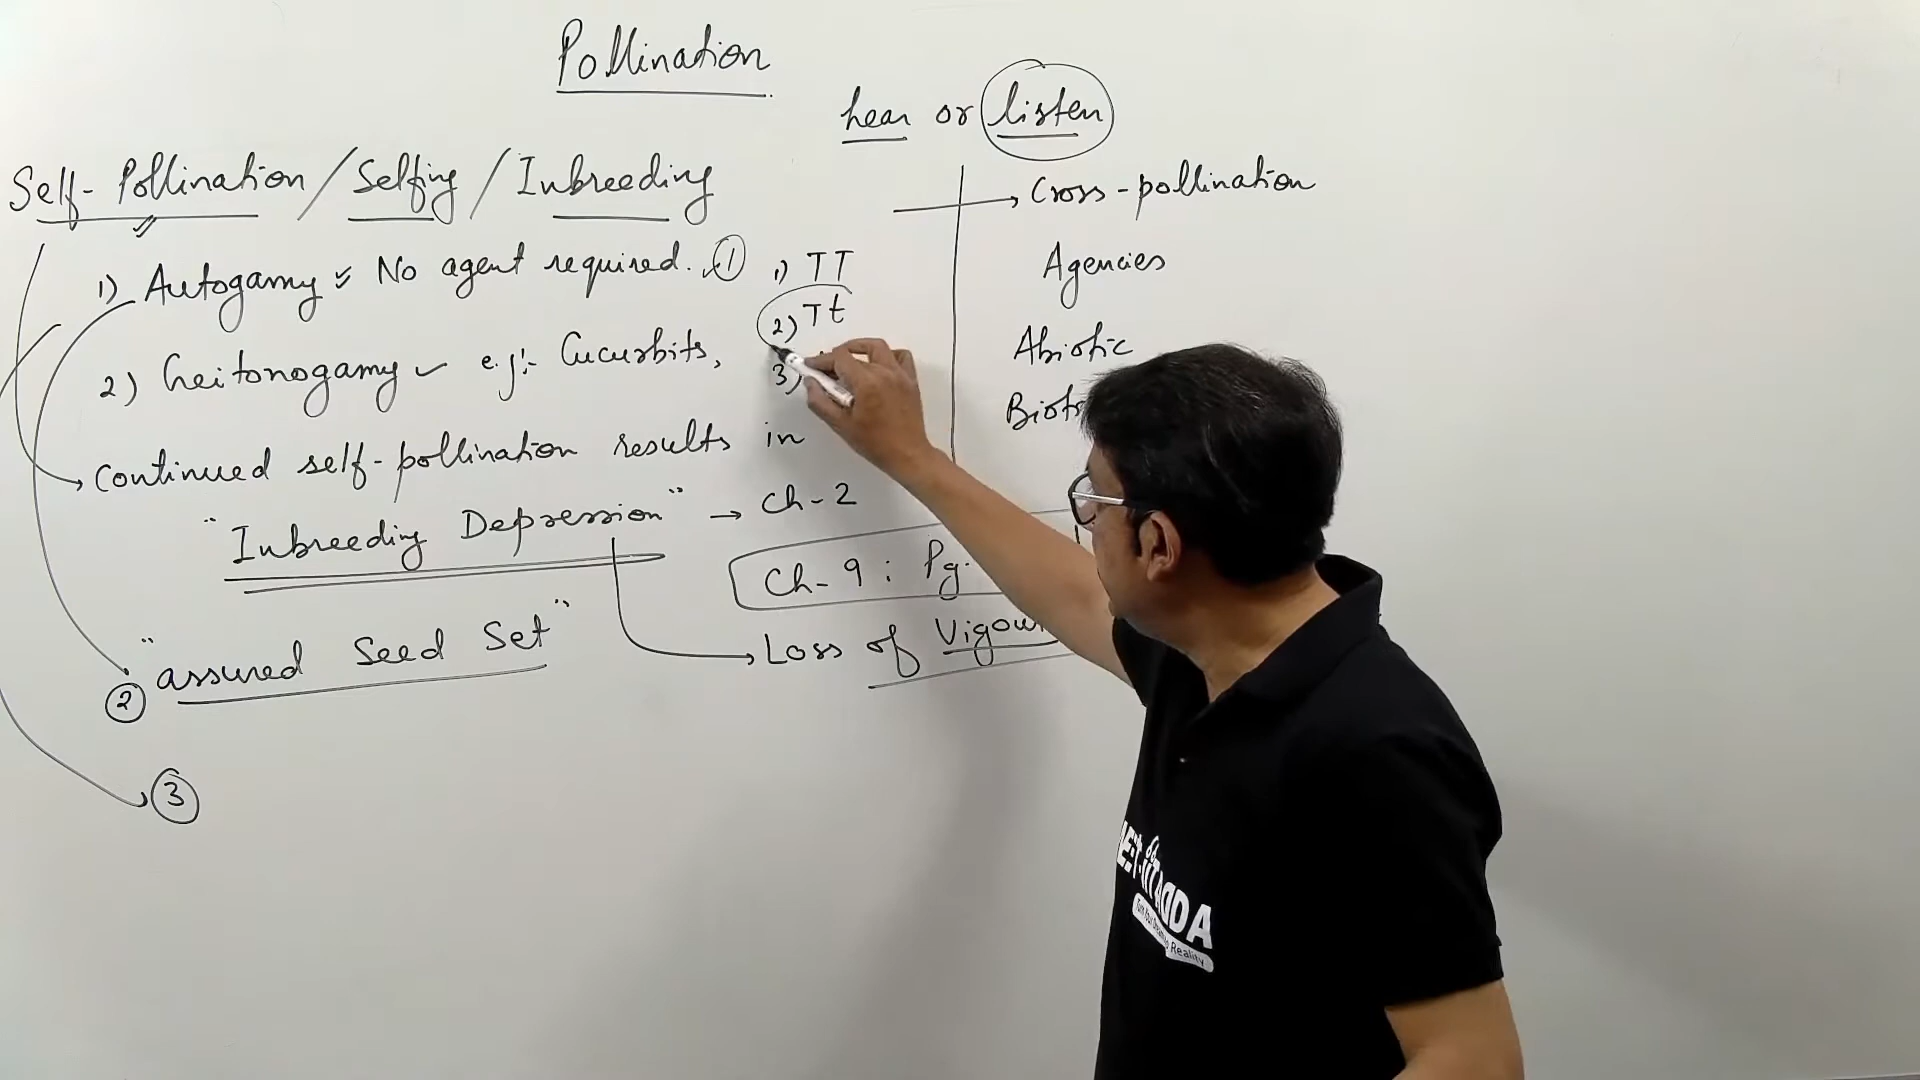 Pollination
hear or listen
Self-Pollination / Selfing / Inbreeding
1) Autogamy ✓ No agent required. ①
2) Geitonogamy ✓ e.g:- Cucurbits,
1) TT
2) Tt
3)
→ Continued self-pollination results in
"Inbreeding Depression" → Ch-2
Ch-9: Pg.
→ Loss of Vigour
② "assured Seed Set"
③
→ Cross-pollination
Agencies
Abiotic
ADDA
Reality